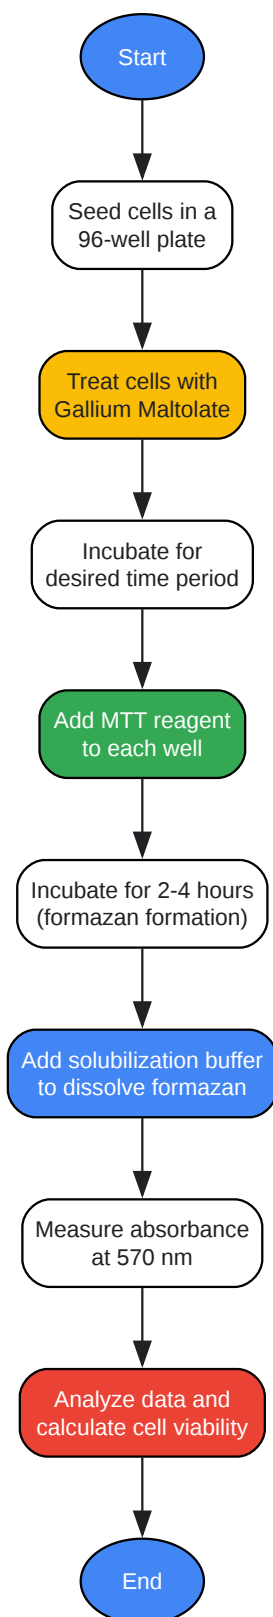 Start
Seed cells in a
96-well plate
Treat cells with
Gallium Maltolate
Incubate for
desired time period
Add MTT reagent
to each well
Incubate for 2-4 hours
(formazan formation)
Add solubilization buffer
to dissolve formazan
Measure absorbance
at 570 nm
Analyze data and
calculate cell viability
End